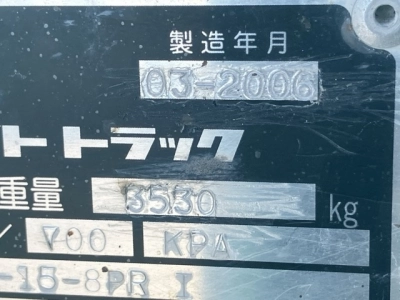 製造年月
03-2006
ト トラック
重量 3530 kg
/ 700 KPA
-15-8PR I